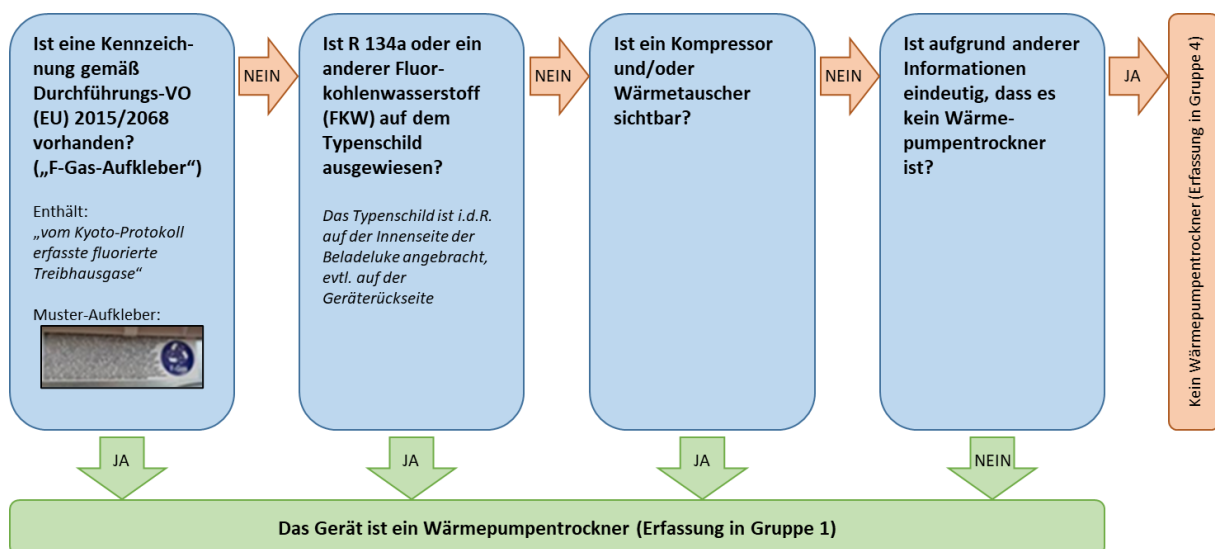 Ist eine Kennzeich-
nung gemäß
Durchführungs-VO
(EU) 2015/2068
vorhanden?
(„F-Gas-Aufkleber“)
Enthält:
„vom Kyoto-Protokoll
erfasste fluorierte
Treibhausgase“
Muster-Aufkleber:
NEIN
Ist R 134a oder ein
anderer Fluor-
kohlenwasserstoff
(FKW) auf dem
Typenschild
ausgewiesen?
Das Typenschild ist i.d.R.
auf der Innenseite der
Beladeluke angebracht,
evtl. auf der
Geräterückseite
NEIN
Ist ein Kompressor
und/oder
Wärmetauscher
sichtbar?
NEIN
Ist aufgrund anderer
Informationen
eindeutig, dass es
kein Wärme-
pumpentrockner
ist?
JA
Kein Wärmepumpentrockner (Erfassung in Gruppe 4)
JA
JA
JA
NEIN
Das Gerät ist ein Wärmepumpentrockner (Erfassung in Gruppe 1)